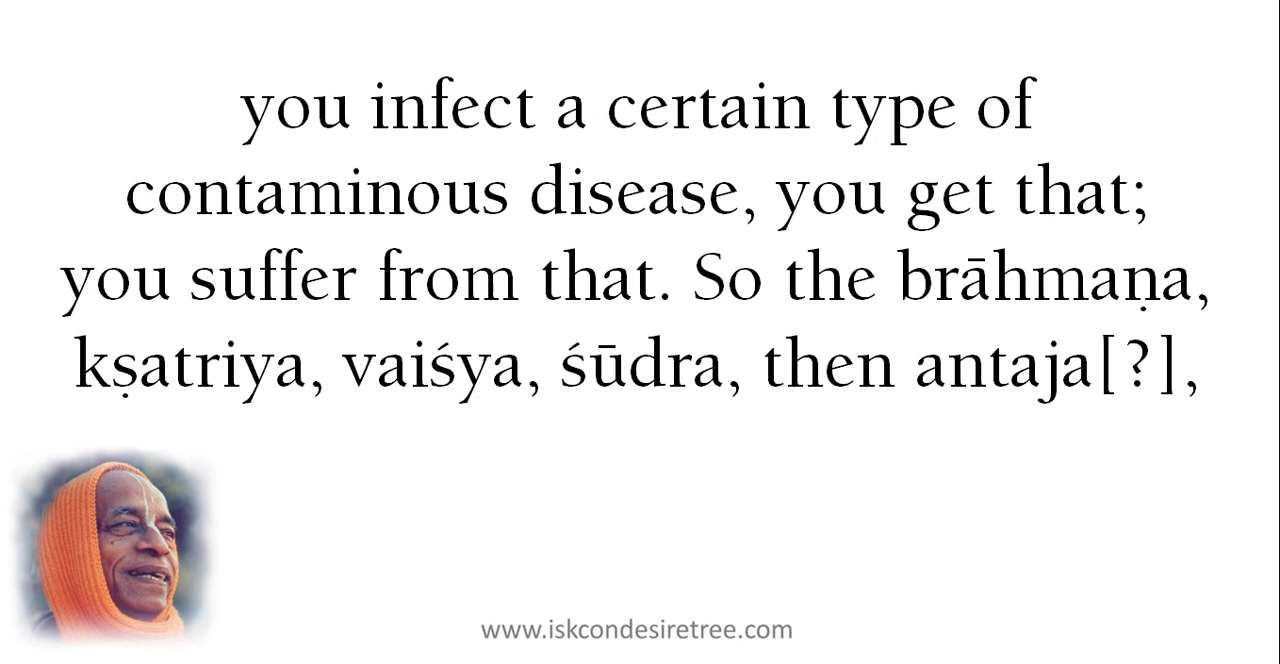 you infect a certain type of
contaminous disease, you get that;
you suffer from that. So the brāhmaṇa,
kṣatriya, vaiśya, śūdra, then antaja[?],
www.iskcondesiretree.com